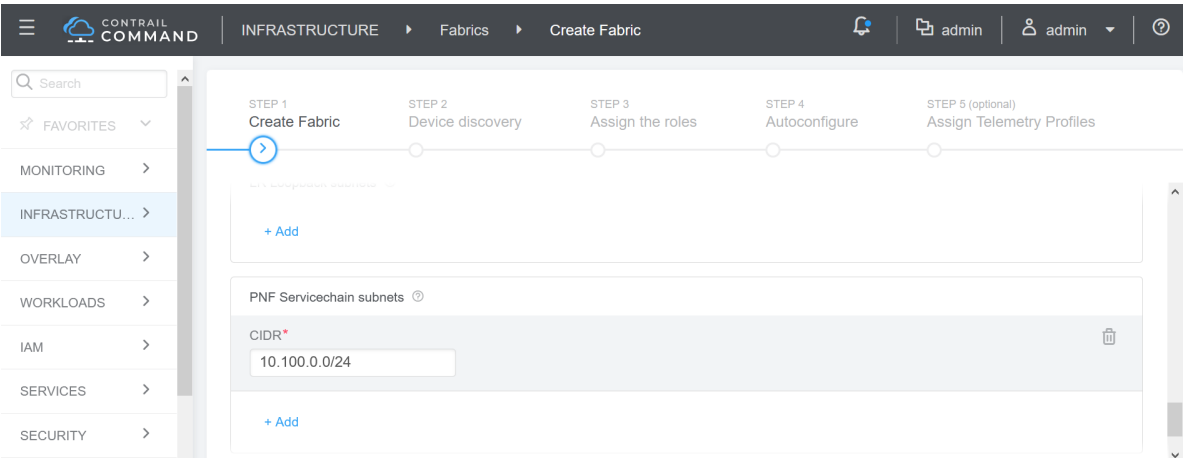 CONTRAIL
COMMAND
INFRASTRUCTURE
Fabrics
Create Fabric
admin
admin
Search
FAVORITES
MONITORING
INFRASTRUCTU...
OVERLAY
WORKLOADS
IAM
SERVICES
SECURITY
STEP 1
Create Fabric
STEP 2
Device discovery
STEP 3
Assign the roles
STEP 4
Autoconfigure
STEP 5 (optional)
Assign Telemetry Profiles
+ Add
PNF Servicechain subnets
CIDR*
10.100.0.0/24
+ Add